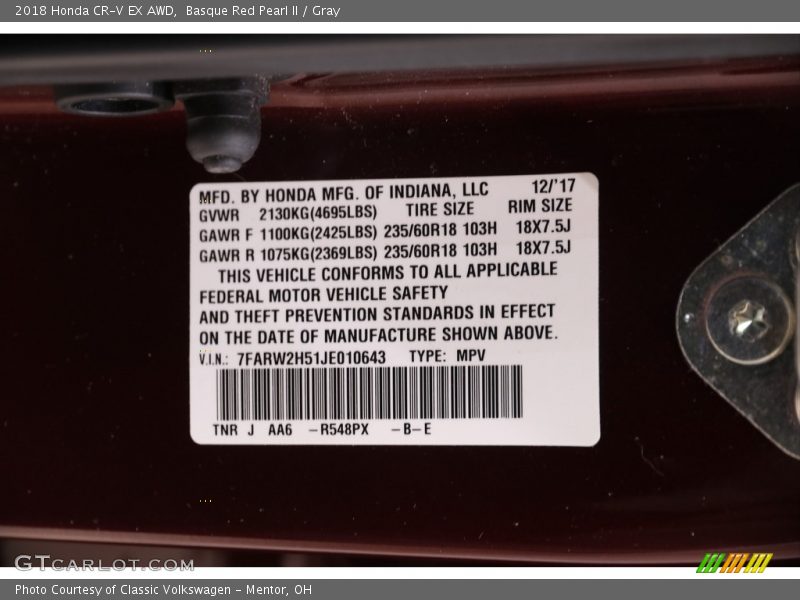 2018 Honda CR-V EX AWD, Basque Red Pearl II / Gray
MFD. BY HONDA MFG. OF INDIANA, LLC 12/'17
GVWR 2130KG(4695LBS) TIRE SIZE RIM SIZE
GAWR F 1100KG(2425LBS) 235/60R18 103H 18X7.5J
GAWR R 1075KG(2369LBS) 235/60R18 103H 18X7.5J
THIS VEHICLE CONFORMS TO ALL APPLICABLE
FEDERAL MOTOR VEHICLE SAFETY
AND THEFT PREVENTION STANDARDS IN EFFECT
ON THE DATE OF MANUFACTURE SHOWN ABOVE.
V.I.N.: 7FARW2H51JE010643 TYPE: MPV
TNR J AA6 -R548PX -B-E
GTCARLOT.COM
Photo Courtesy of Classic Volkswagen - Mentor, OH